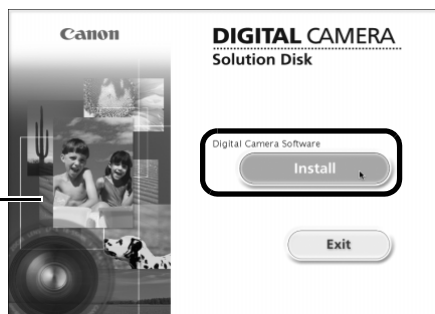 Canon
DIGITAL CAMERA
Solution Disk
Digital Camera Software
Install
Exit